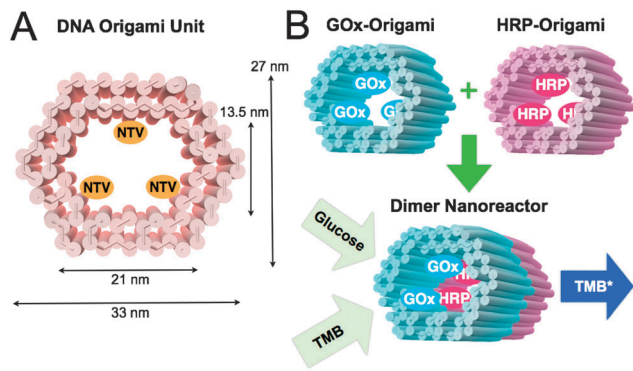 A
DNA Origami Unit
27 nm
13.5 nm
NTV
NTV
NTV
21 nm
33 nm
B
GOx-Origami
HRP-Origami
GOx
GOx
G
+
HRP
HRP
H
Dimer Nanoreactor
Glucose
TMB
GOx
HR
GOx
HRP
TMB*